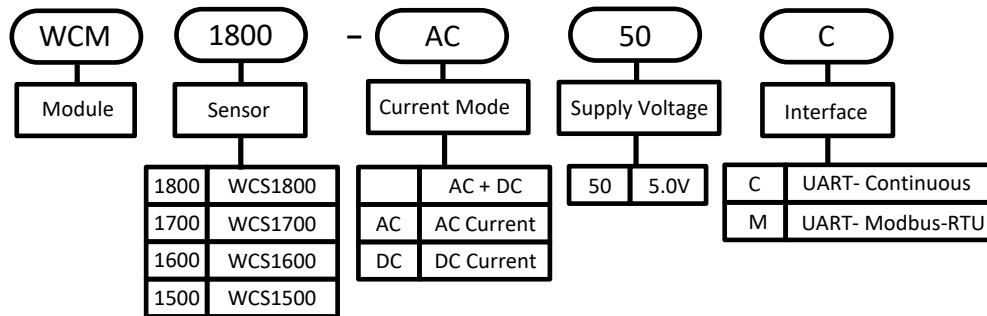 WCM 1800 - AC 50 C
Module Sensor Current Mode Supply Voltage Interface
1800 WCS1800 AC + DC 50 5.0V C UART- Continuous
1700 WCS1700 AC AC Current M UART- Modbus-RTU
1600 WCS1600 DC DC Current
1500 WCS1500